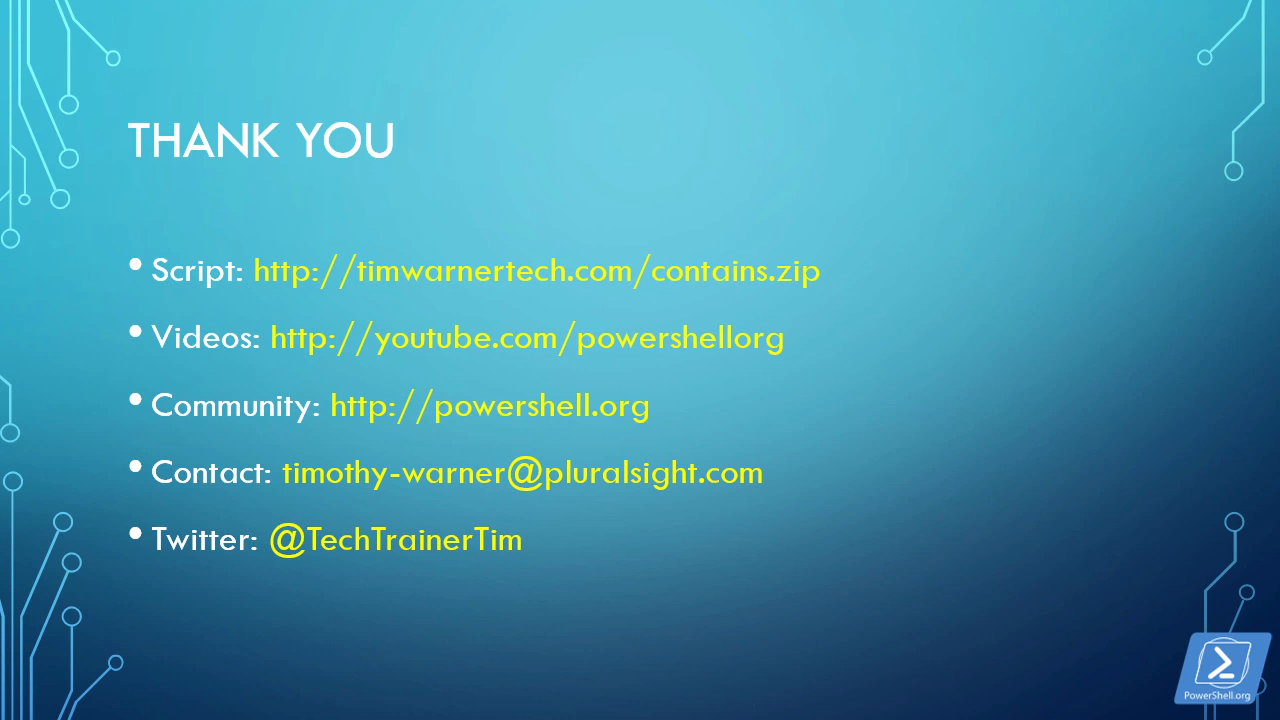 THANK YOU
• Script: http://timwarnertech.com/contains.zip
• Videos: http://youtube.com/powershellorg
• Community: http://powershell.org
• Contact: timothy-warner@pluralsight.com
• Twitter: @TechTrainerTim
PowerShell.org